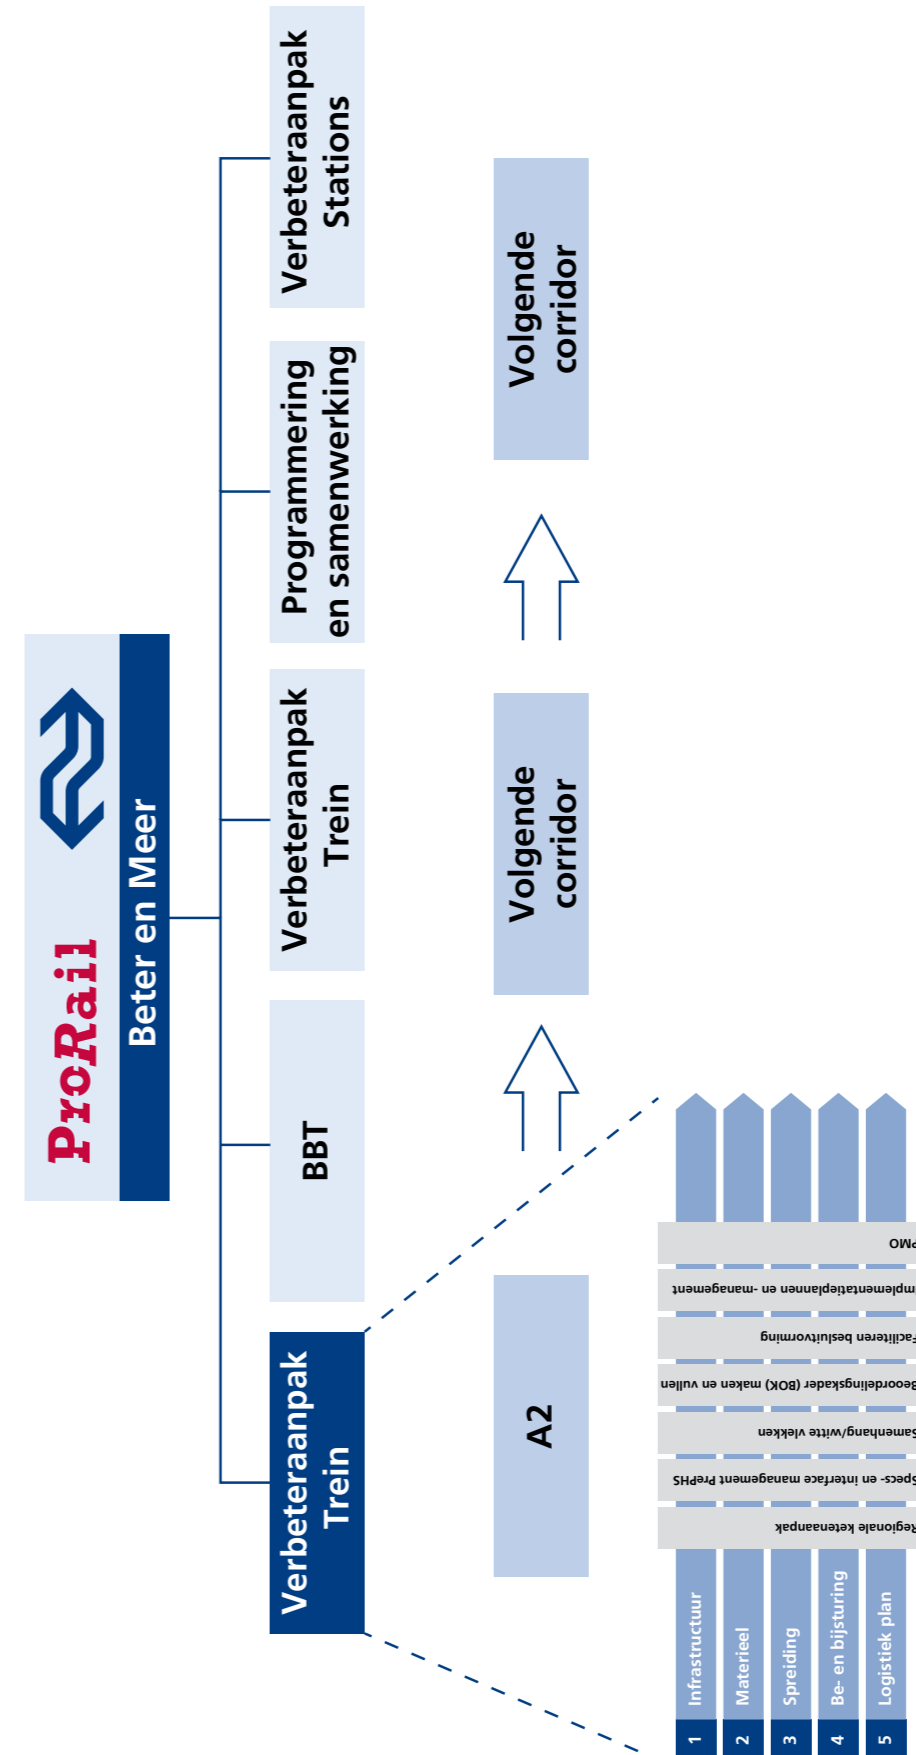 ProRail
Beter en Meer
Verbeteraanpak
Trein
BBT
Verbeteraanpak
Trein
Programmering
en samenwerking
Verbeteraanpak
Stations
A2
Volgende
corridor
Volgende
corridor
1 Infrastructuur
2 Materieel
3 Spreiding
4 Be- en bijsturing
5 Logistiek plan
Regionale ketenaanpak
Specs- en interface management PrePHS
Samenhang/witte vlekken
Beoordelingskader (BOK) maken en vullen
Faciliteren besluitvorming
Implementatieplannen en -management
PMO